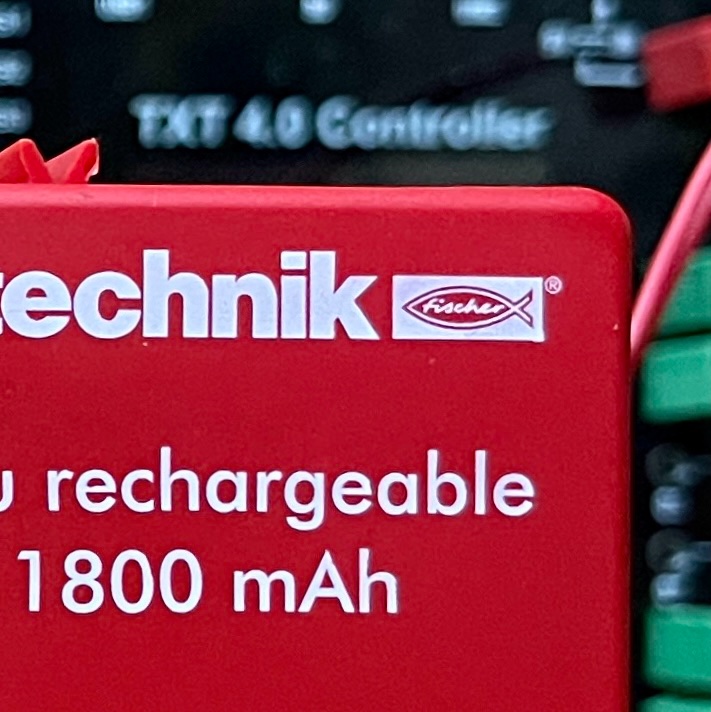 TXT 4.0 Controller
technik fischer ®
u rechargeable
1800 mAh